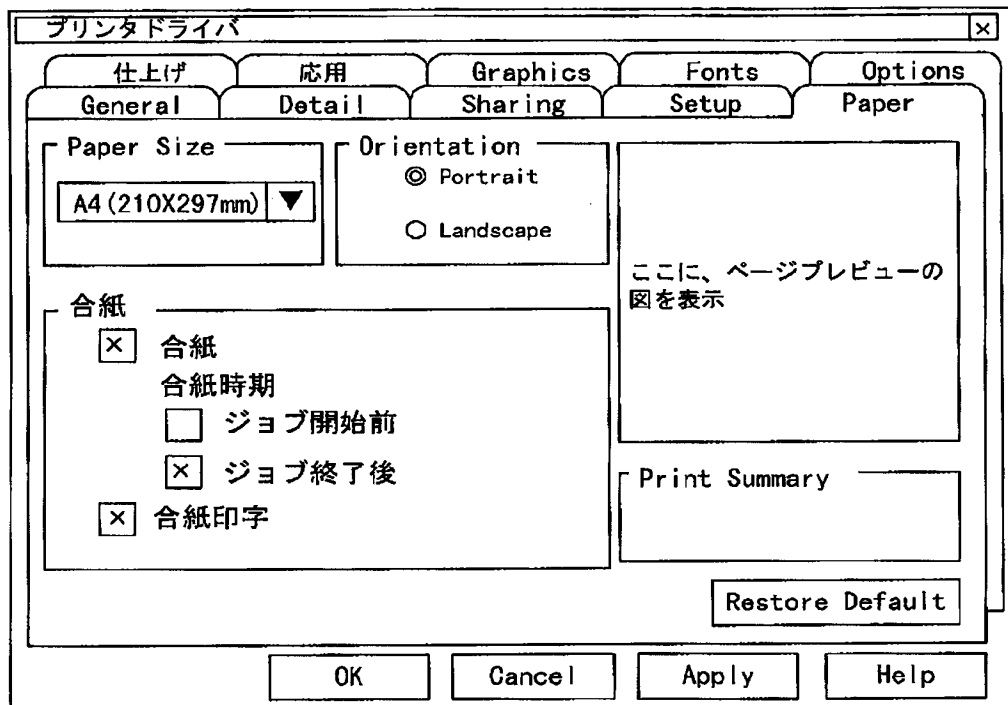 プリンタドライバ ×
仕上げ 応用 Graphics Fonts Options
General Detail Sharing Setup Paper
Paper Size
A4(210X297mm)
Orientation
Portrait
Landscape
ここに、ページプレビューの
図を表示
合紙
合紙
合紙時期
ジョブ開始前
ジョブ終了後
合紙印字
Print Summary
Restore Default
OK Cancel Apply Help